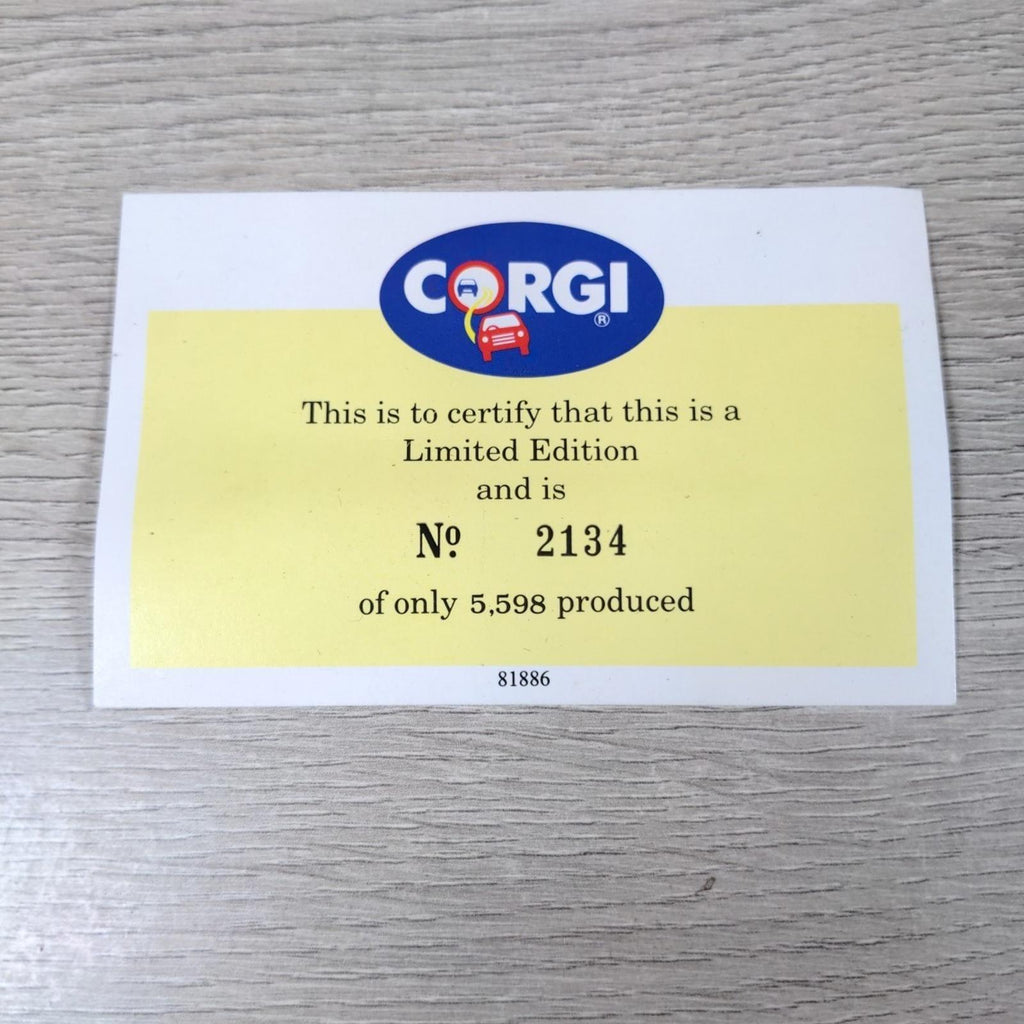 CORGI®
This is to certify that this is a
Limited Edition
and is
Nº 2134
of only 5,598 produced
81886